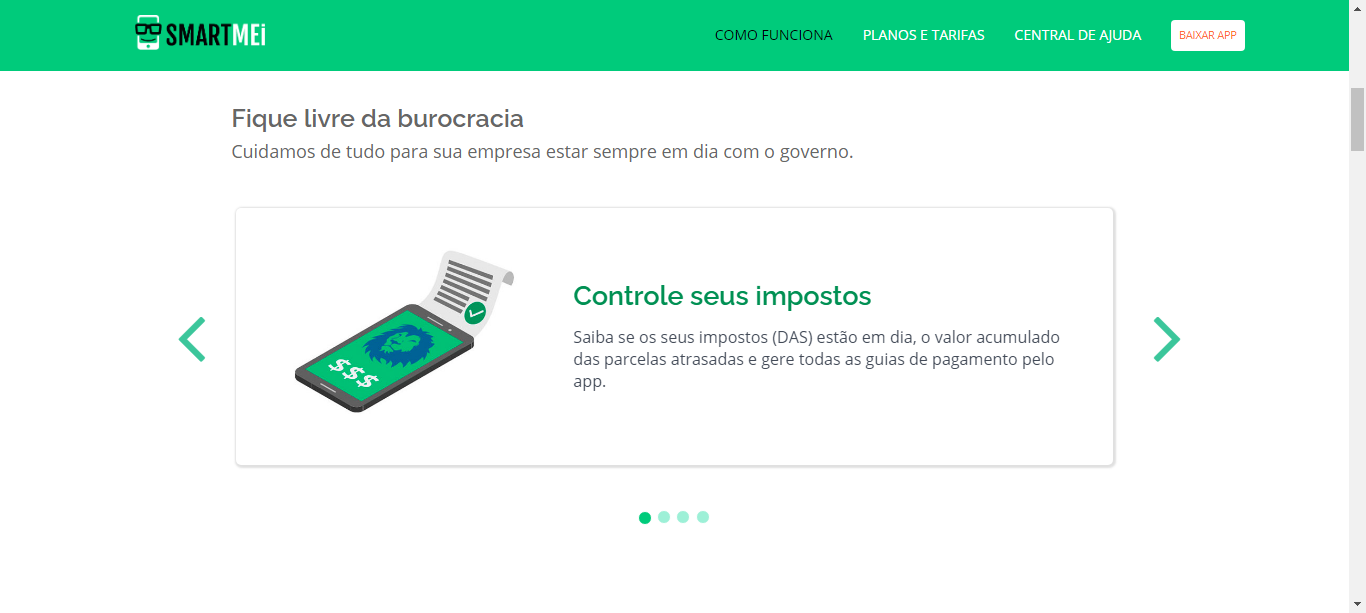 SMARTMEi
COMO FUNCIONA
PLANOS E TARIFAS
CENTRAL DE AJUDA
BAIXAR APP
Fique livre da burocracia
Cuidamos de tudo para sua empresa estar sempre em dia com o governo.
Controle seus impostos
Saiba se os seus impostos (DAS) estão em dia, o valor acumulado
das parcelas atrasadas e gere todas as guias de pagamento pelo
app.
$$$